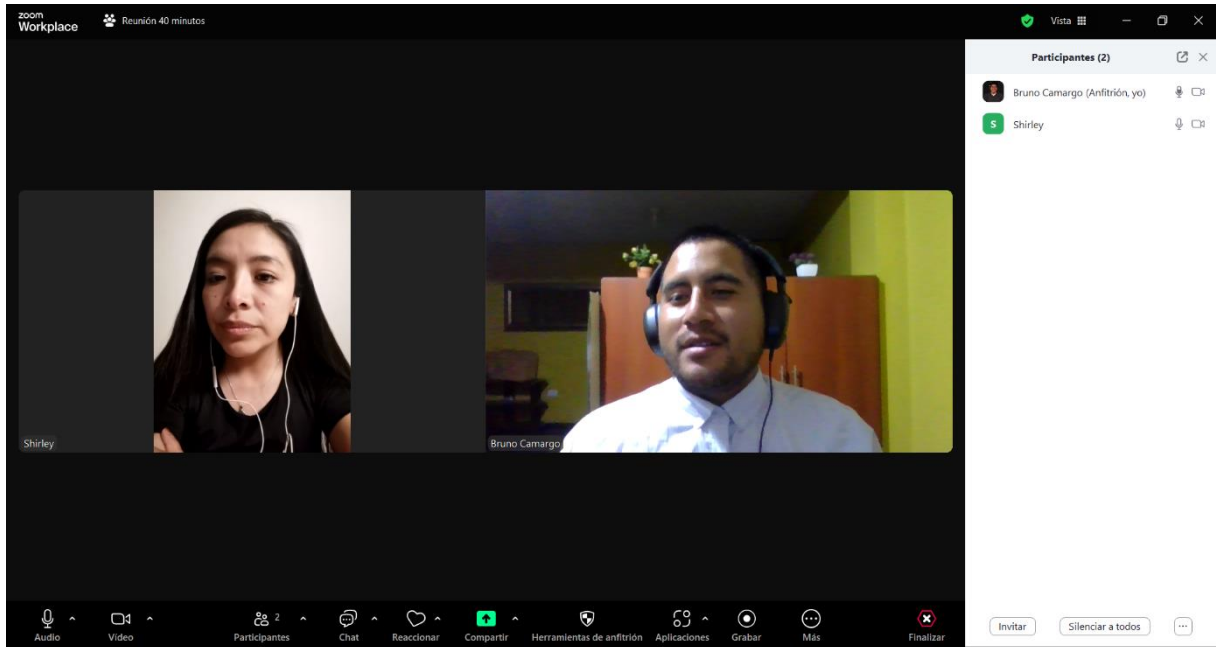 zoom
Workplace
Reunión 40 minutos
Vista
Participantes (2)
Bruno Camargo (Anfitrión, yo)
S
Shirley
Shirley
Bruno Camargo
Audio
Video
Participantes
2
Chat
Reaccionar
Compartir
Herramientas de anfitrión
Aplicaciones
Grabar
Más
Finalizar
Invitar
Silenciar a todos